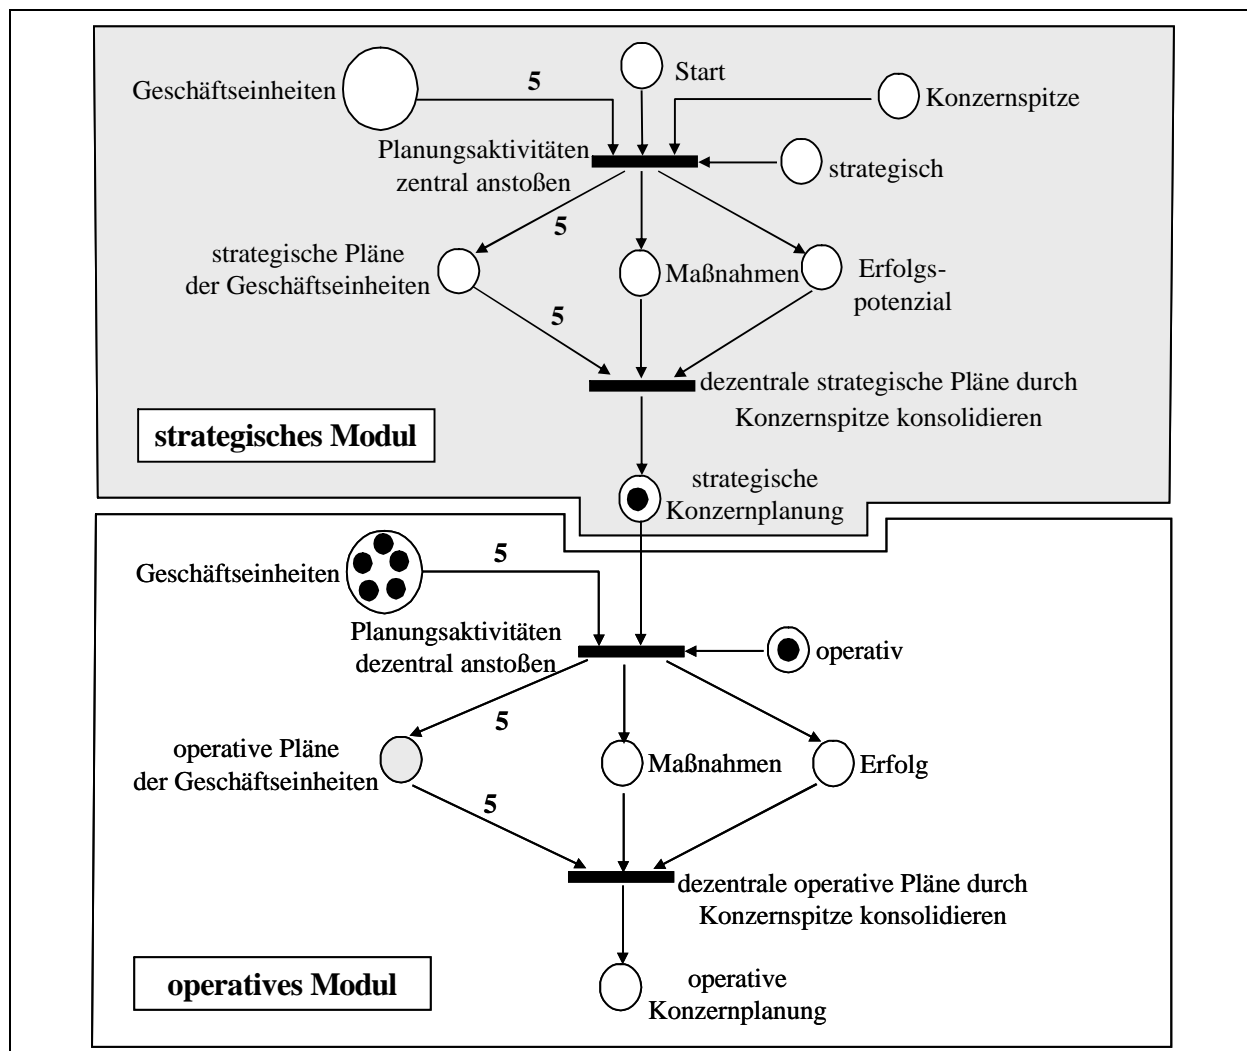 Geschäftseinheiten
5
Start
Konzernspitze
Planungsaktivitäten
zentral anstoßen
strategisch
5
strategische Pläne
der Geschäftseinheiten
Maßnahmen
Erfolgs-
potenzial
5
dezentrale strategische Pläne durch
Konzernspitze konsolidieren
strategisches Modul
strategische
Konzernplanung
Geschäftseinheiten
5
Planungsaktivitäten
dezentral anstoßen
operativ
5
operative Pläne
der Geschäftseinheiten
Maßnahmen
Erfolg
5
dezentrale operative Pläne durch
Konzernspitze konsolidieren
operatives Modul
operative
Konzernplanung